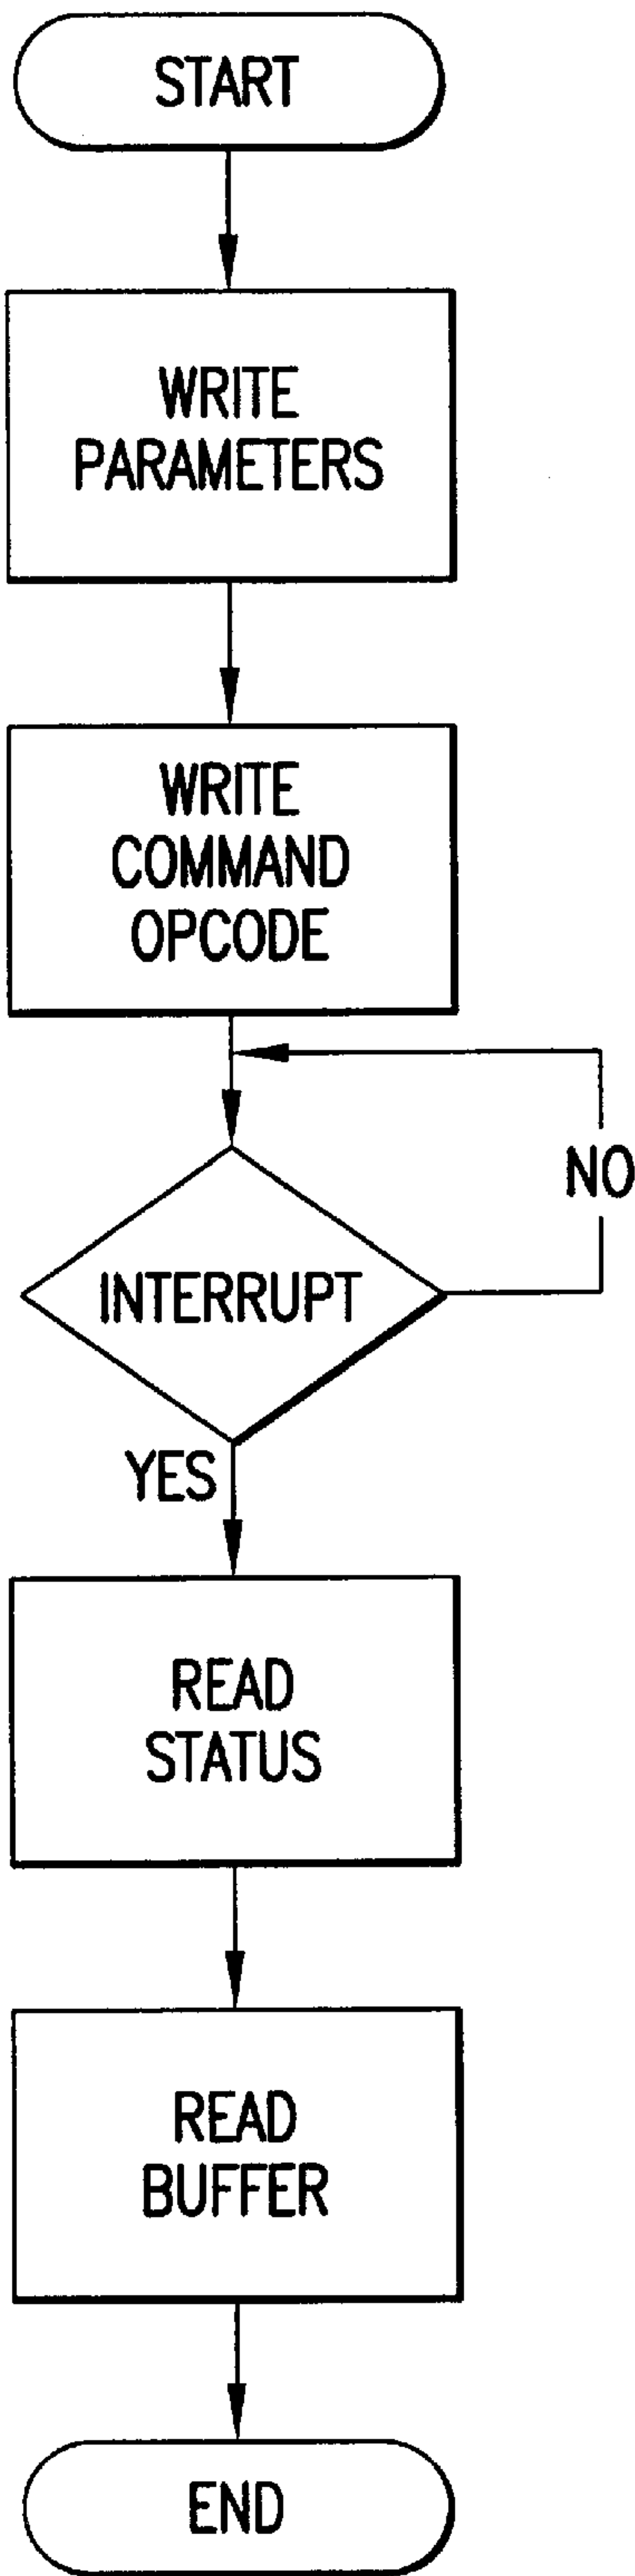 START
WRITE
PARAMETERS
WRITE
COMMAND
OPCODE
NO
INTERRUPT
YES
READ
STATUS
READ
BUFFER
END